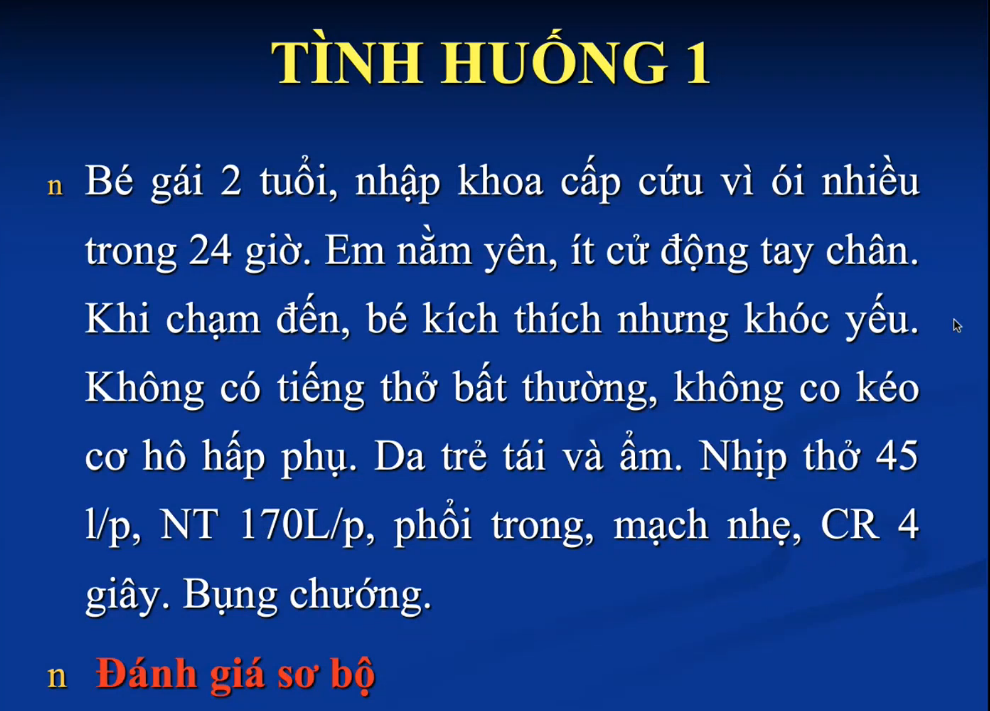 TÌNH HUỐNG 1
n Bé gái 2 tuổi, nhập khoa cấp cứu vì ói nhiều
trong 24 giờ. Em nằm yên, ít cử động tay chân.
Khi chạm đến, bé kích thích nhưng khóc yếu.
Không có tiếng thở bất thường, không co kéo
cơ hô hấp phụ. Da trẻ tái và ẩm. Nhịp thở 45
l/p, NT 170L/p, phổi trong, mạch nhẹ, CR 4
giây. Bụng chướng.
n Đánh giá sơ bộ